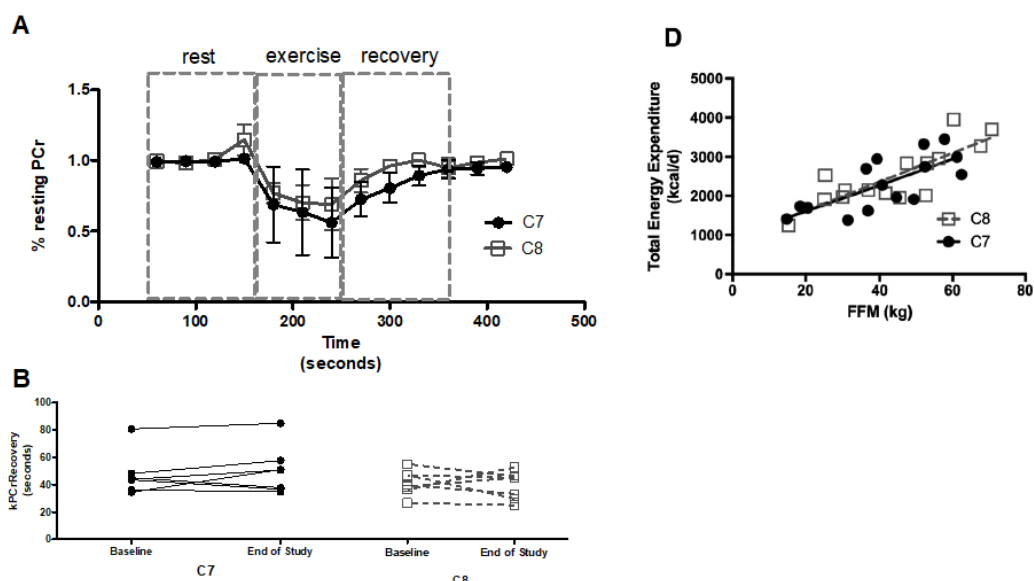 A
rest
exercise
recovery
% resting PCr
1.5
1.0
0.5
0.0
C7
C8
0
100
200
300
400
500
Time
(seconds)
D
Total Energy Expenditure
(kcal/d)
5000
4000
3000
2000
1000
0
C8
C7
0
20
40
60
80
FFM (kg)
B
kPCrRecovery
(seconds)
100
80
60
40
20
0
Baseline
End of Study
Baseline
End of Study
C7
C8